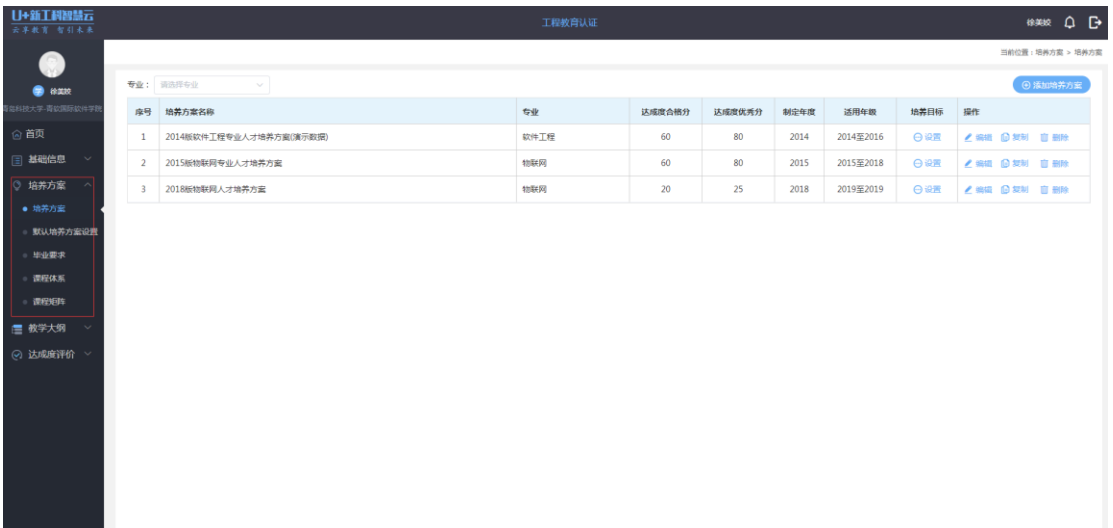 U+新工科智慧云
云享教育 智引未来
工程教育认证
徐美姣
当前位置：培养方案 > 培养方案
学 徐美姣
青岛科技大学-青软国际软件学院
首页
基础信息
培养方案
培养方案
默认培养方案设置
毕业要求
课程体系
课程矩阵
教学大纲
达成度评价
专业： 请选择专业
添加培养方案
序号 培养方案名称 专业 达成度合格分 达成度优秀分 制定年度 适用年级 培养目标 操作
1 2014版软件工程专业人才培养方案(演示数据) 软件工程 60 80 2014 2014至2016 设置 编辑 复制 删除
2 2015版物联网专业人才培养方案 物联网 60 80 2015 2015至2018 设置 编辑 复制 删除
3 2018版物联网人才培养方案 物联网 20 25 2018 2019至2019 设置 编辑 复制 删除